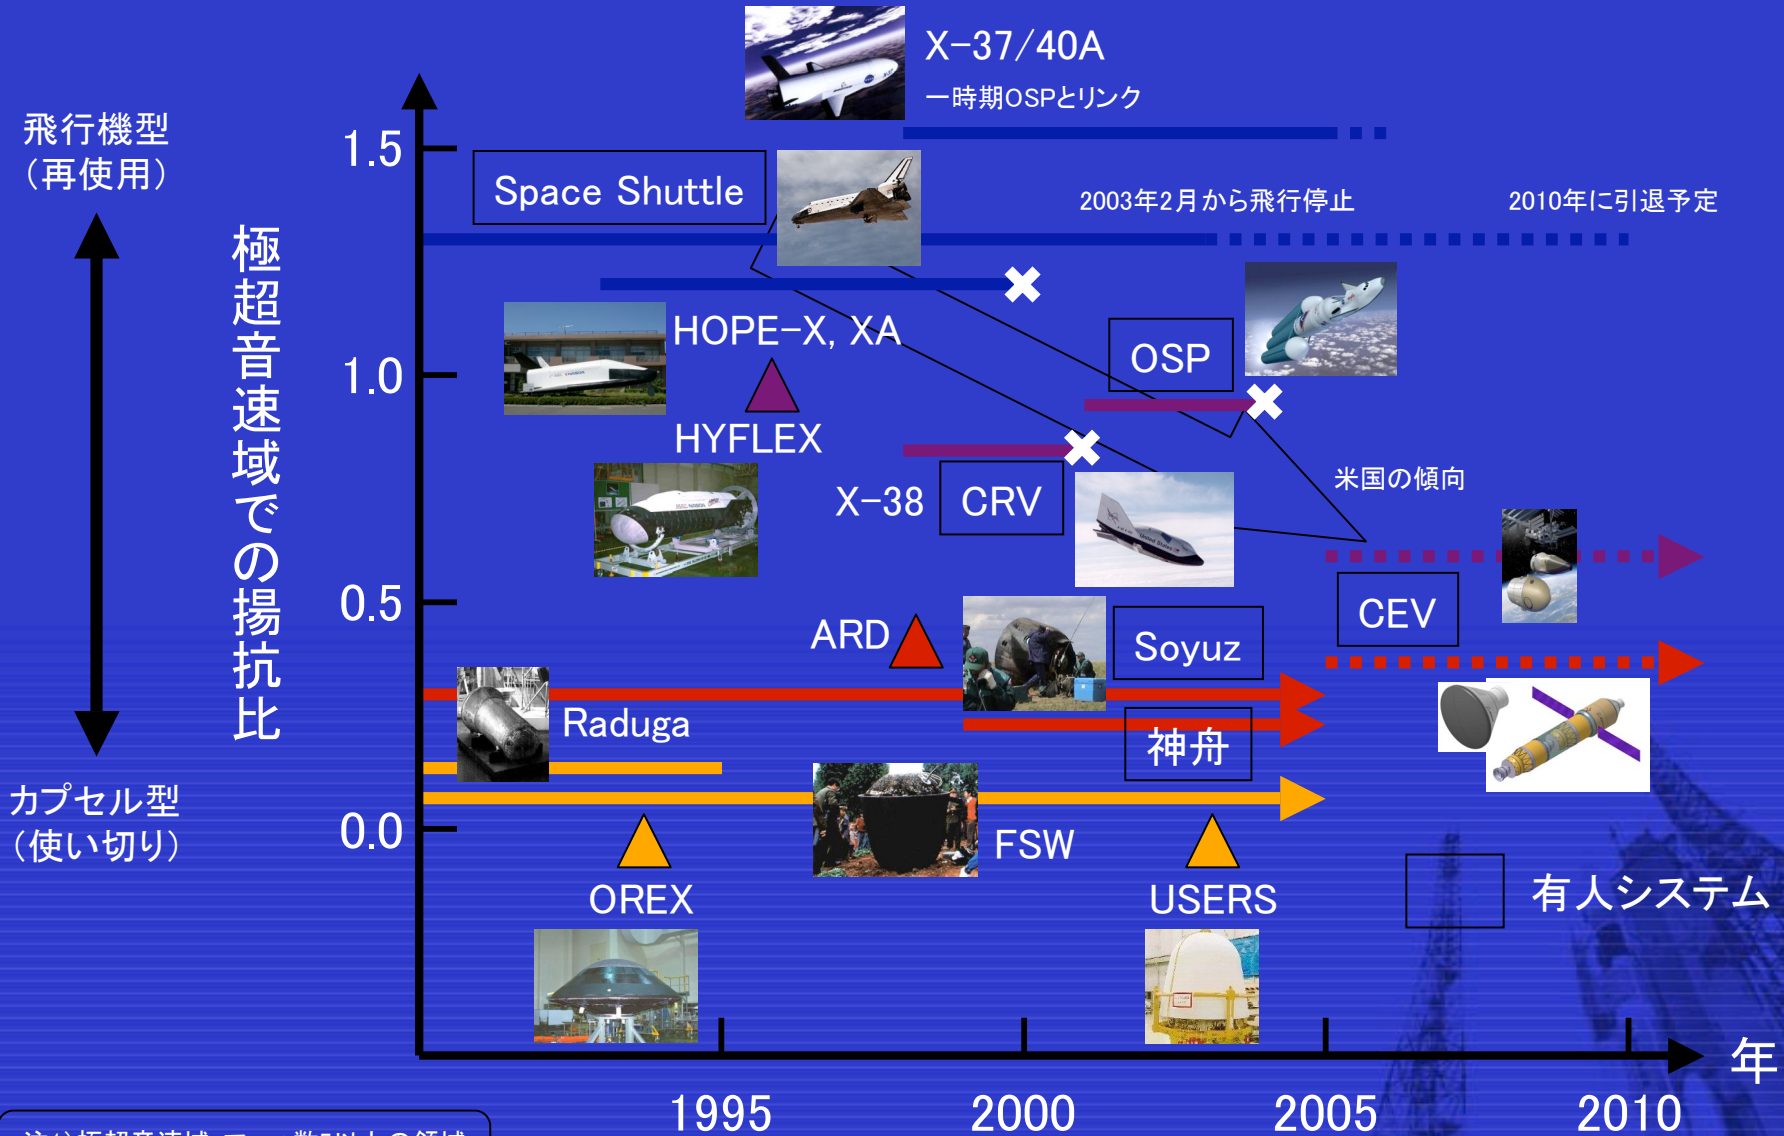 X-37/40A
一時期OSPとリンク
飛行機型
（再使用）
1.5
Space Shuttle
2003年2月から飛行停止
2010年に引退予定
極超音速域での揚抗比
HOPE-X, XA
1.0
OSP
HYFLEX
X-38
CRV
米国の傾向
0.5
CEV
ARD
Soyuz
Raduga
神舟
カプセル型
（使い切り）
0.0
FSW
OREX
USERS
有人システム
年
1995
2000
2005
2010